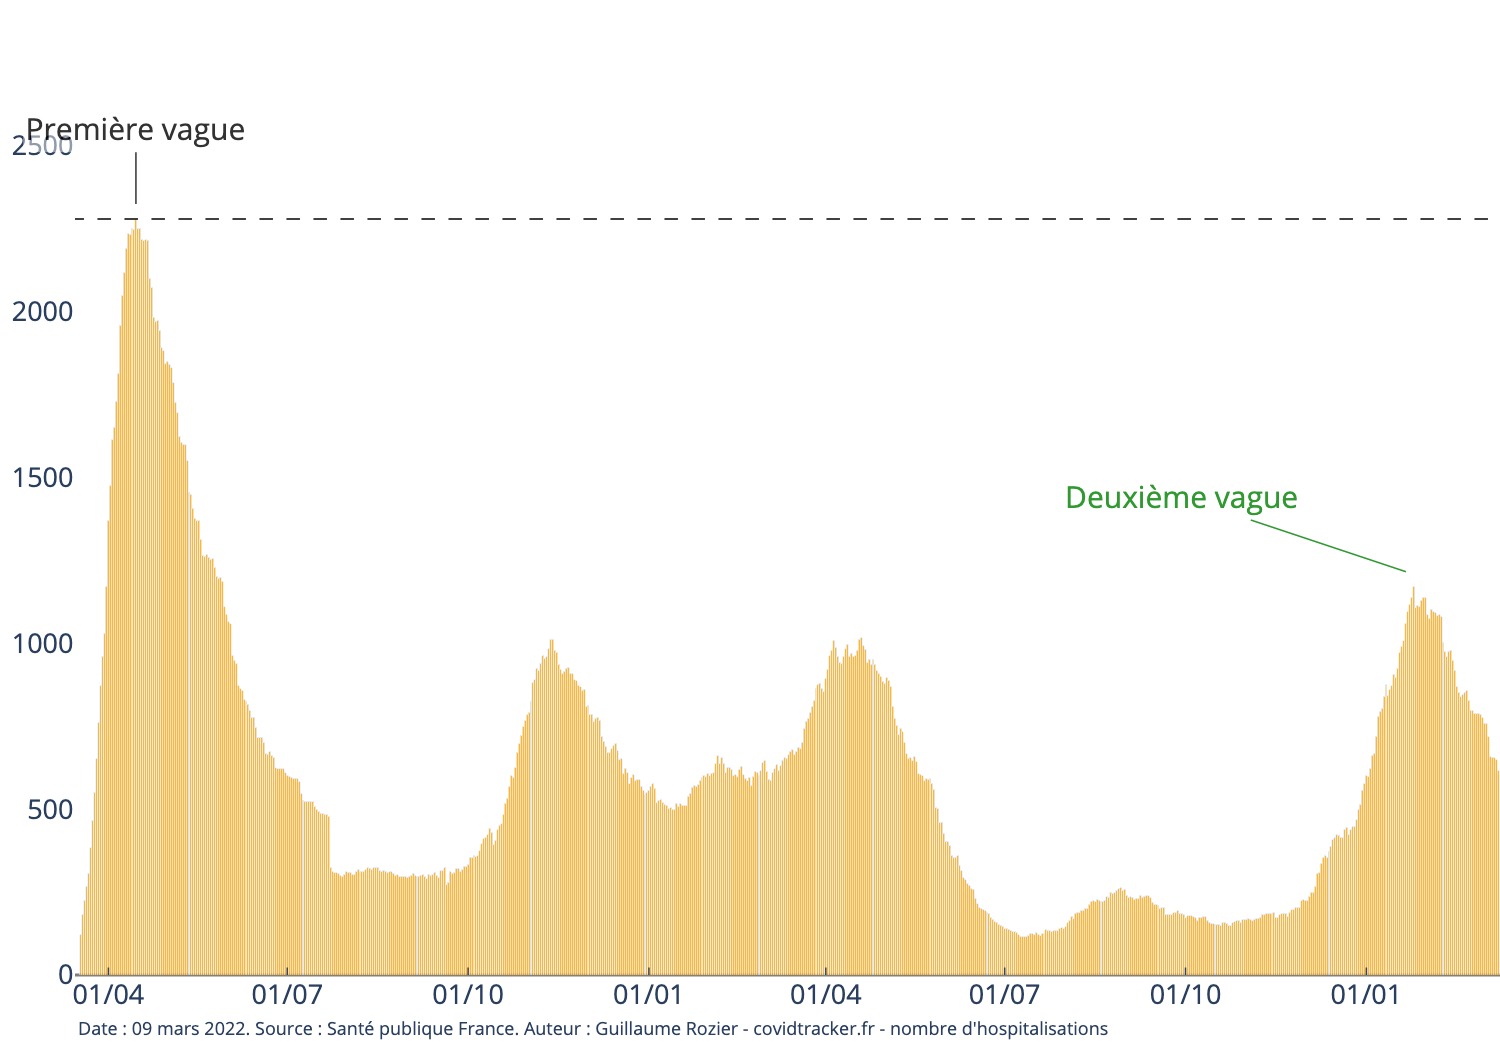 Première vague
2500
2000
1500
Deuxième vague
1000
500
0
01/04 01/07 01/10 01/01 01/04 01/07 01/10 01/01
Date : 09 mars 2022. Source : Santé publique France. Auteur : Guillaume Rozier - covidtracker.fr - nombre d'hospitalisations